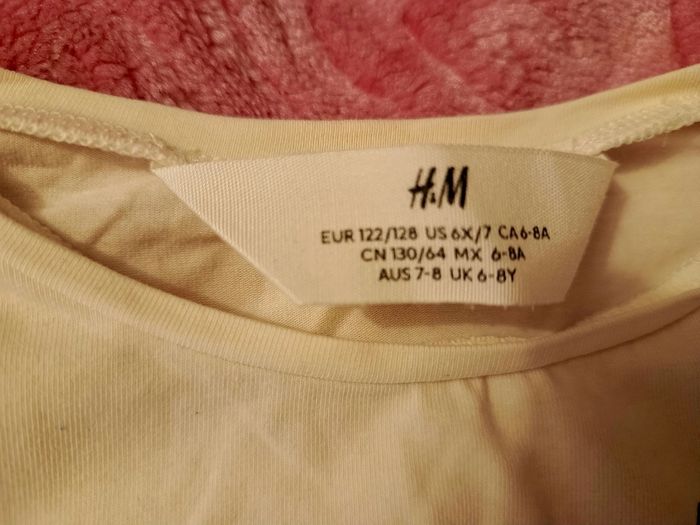 H&M
EUR 122/128 US 6X/7 CA6-8A
CN 130/64 MX 6-8A
AUS 7-8 UK 6-8Y